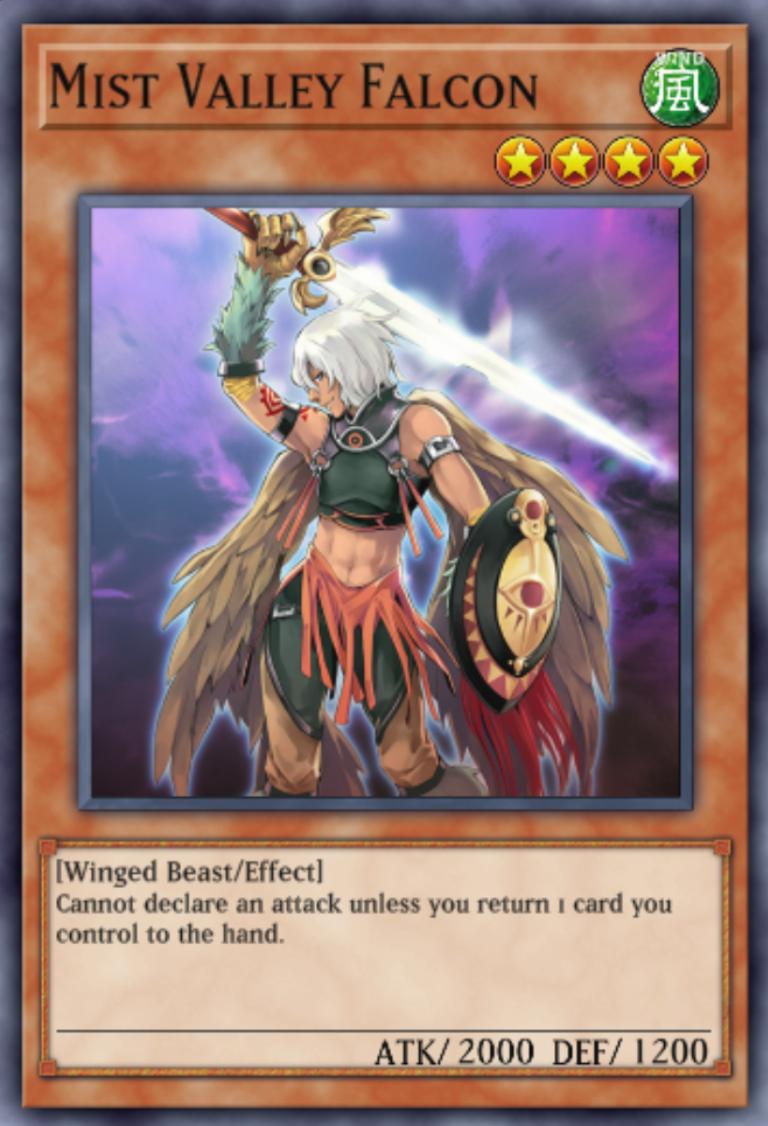 Mist Valley Falcon
WIND
風
[Winged Beast/Effect]
Cannot declare an attack unless you return 1 card you
control to the hand.
ATK/ 2000 DEF/ 1200